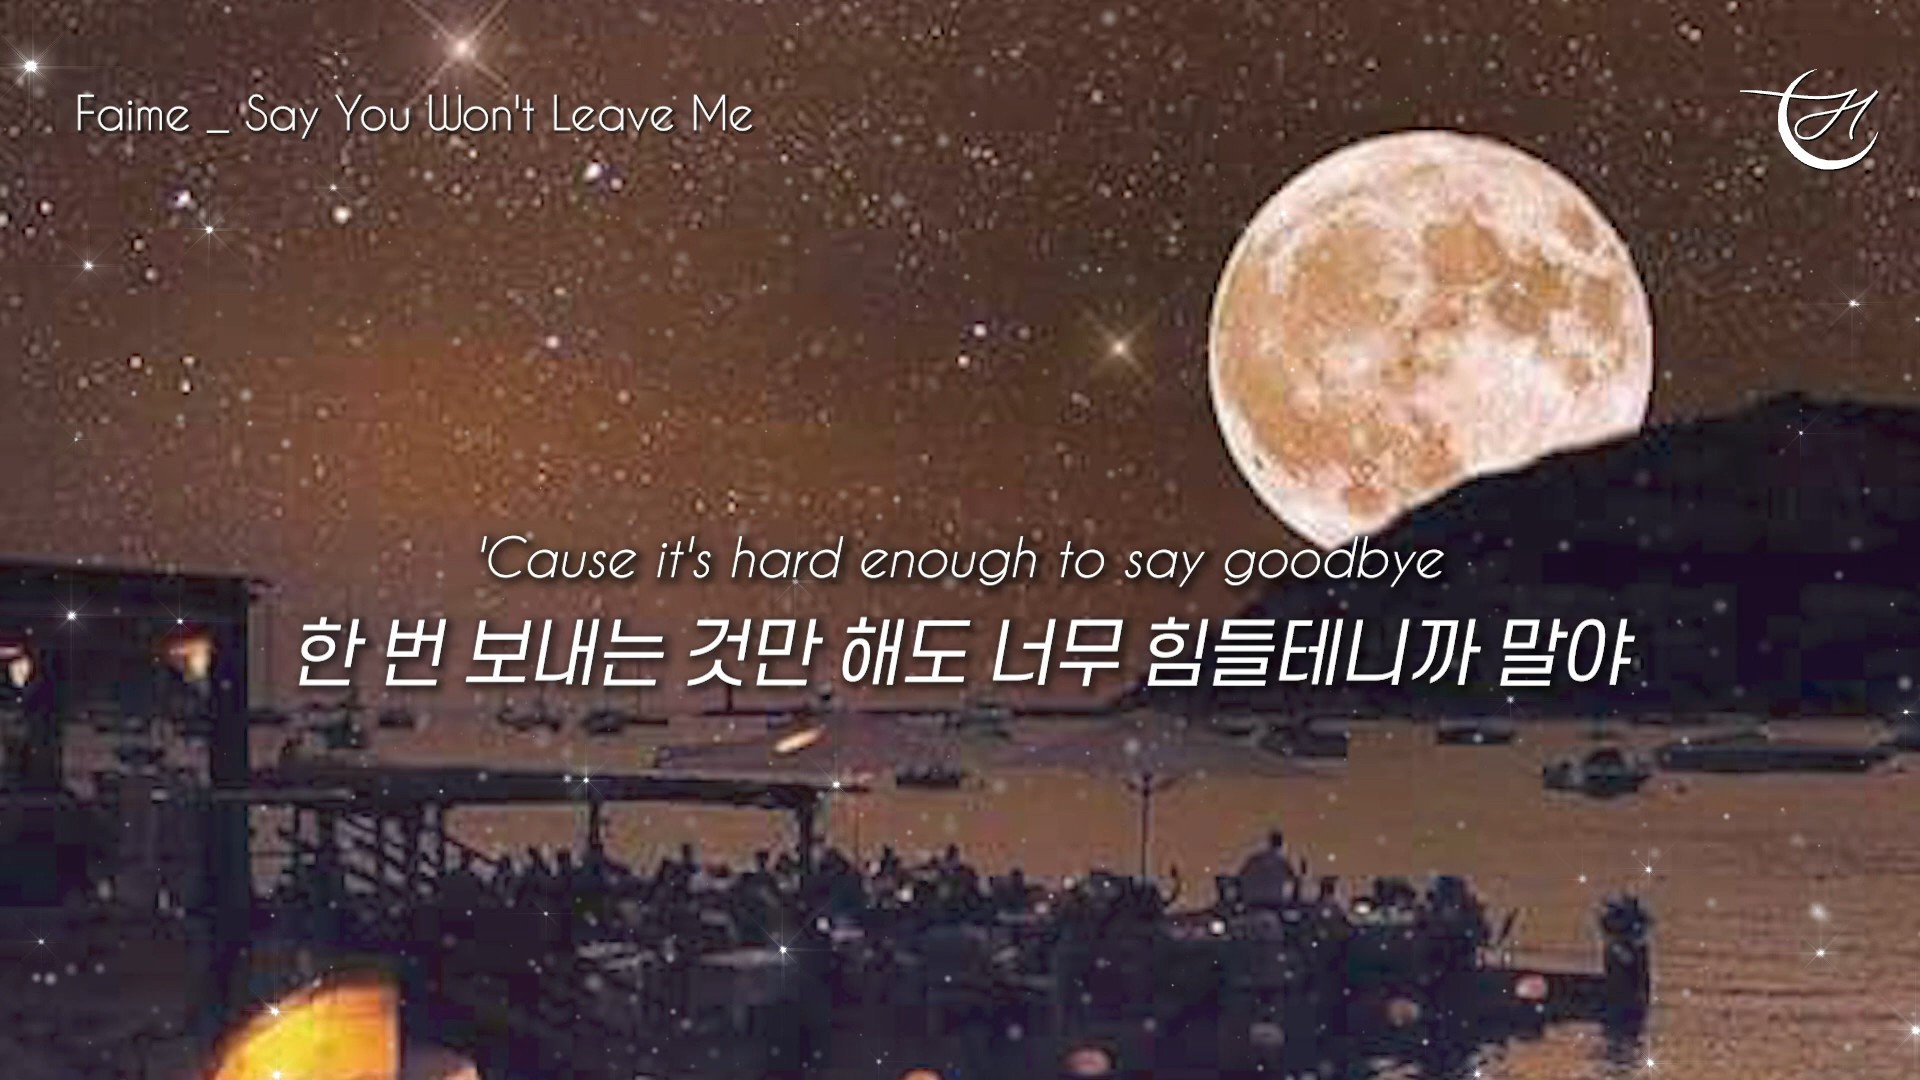 Faime _ Say You Won't Leave Me
'Cause it's hard enough to say goodbye
한 번 보내는 것만 해도 너무 힘들테니까 말야